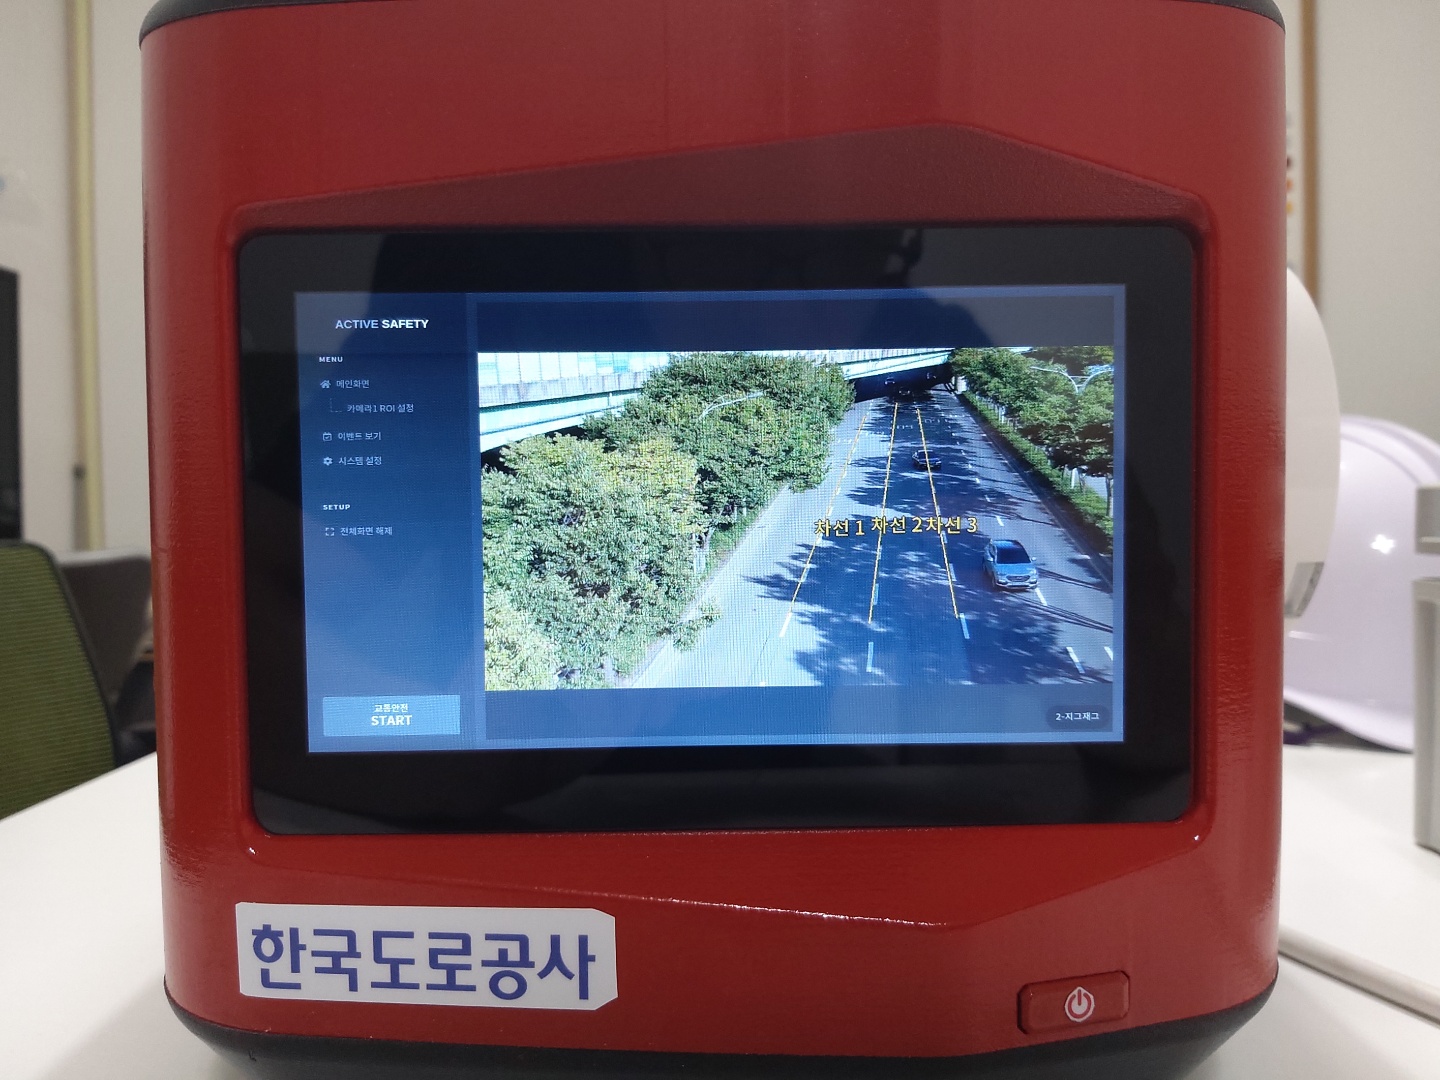 ACTIVE SAFETY
MENU
메인화면
카메라1 ROI 설정
이벤트 보기
시스템 설정
SETUP
전체화면 해제
교통안전
START
차선 1 차선 2 차선 3
2-지그재그
한국도로공사